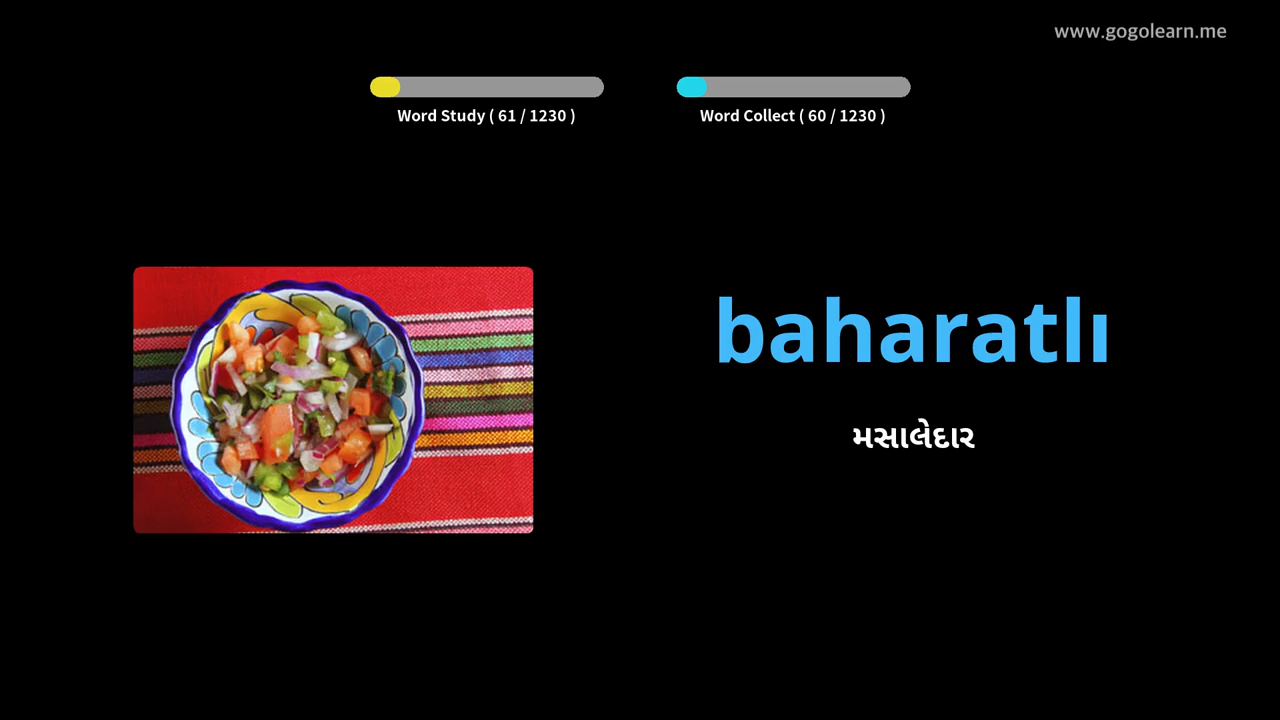 www.gogolearn.me
Word Study ( 61 / 1230 )
Word Collect ( 60 / 1230 )
baharatlı
મસાલેદાર